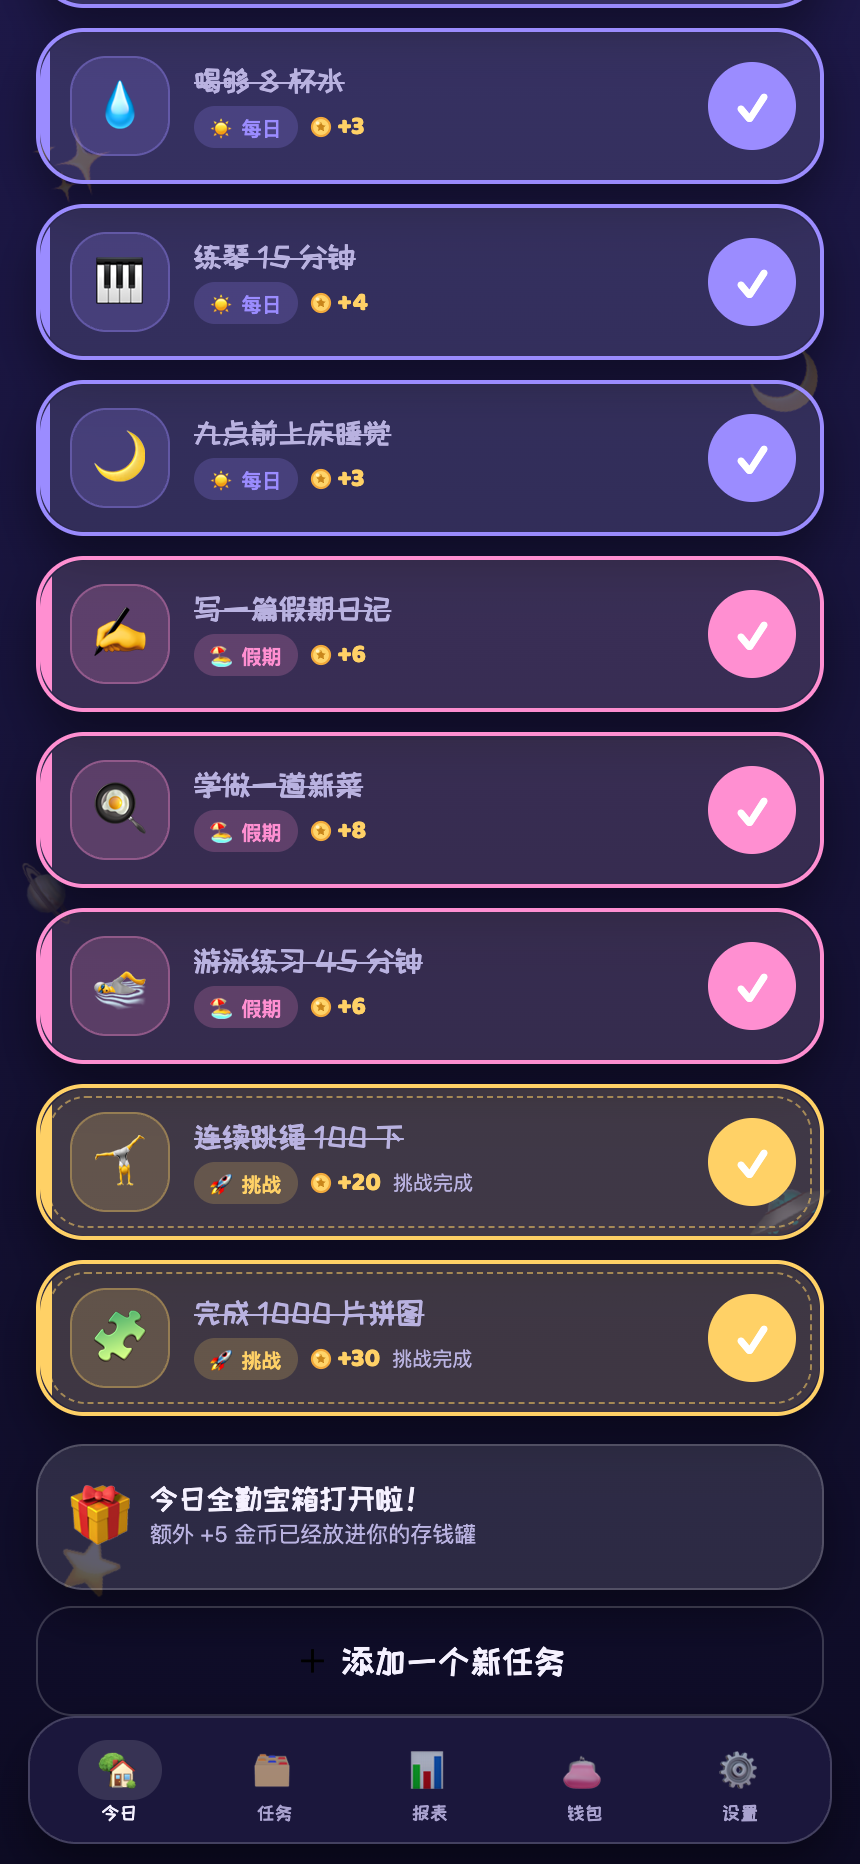 喝够 8 杯水
每日
+3
练琴 15 分钟
每日
+4
九点前上床睡觉
每日
+3
写一篇假期日记
假期
+6
学做一道新菜
假期
+8
游泳练习 45 分钟
假期
+6
连续跳绳 100 下
挑战
+20 挑战完成
完成 1000 片拼图
挑战
+30 挑战完成
今日全勤宝箱打开啦！
额外 +5 金币已经放进你的存钱罐
+ 添加一个新任务
今日
任务
报表
钱包
设置